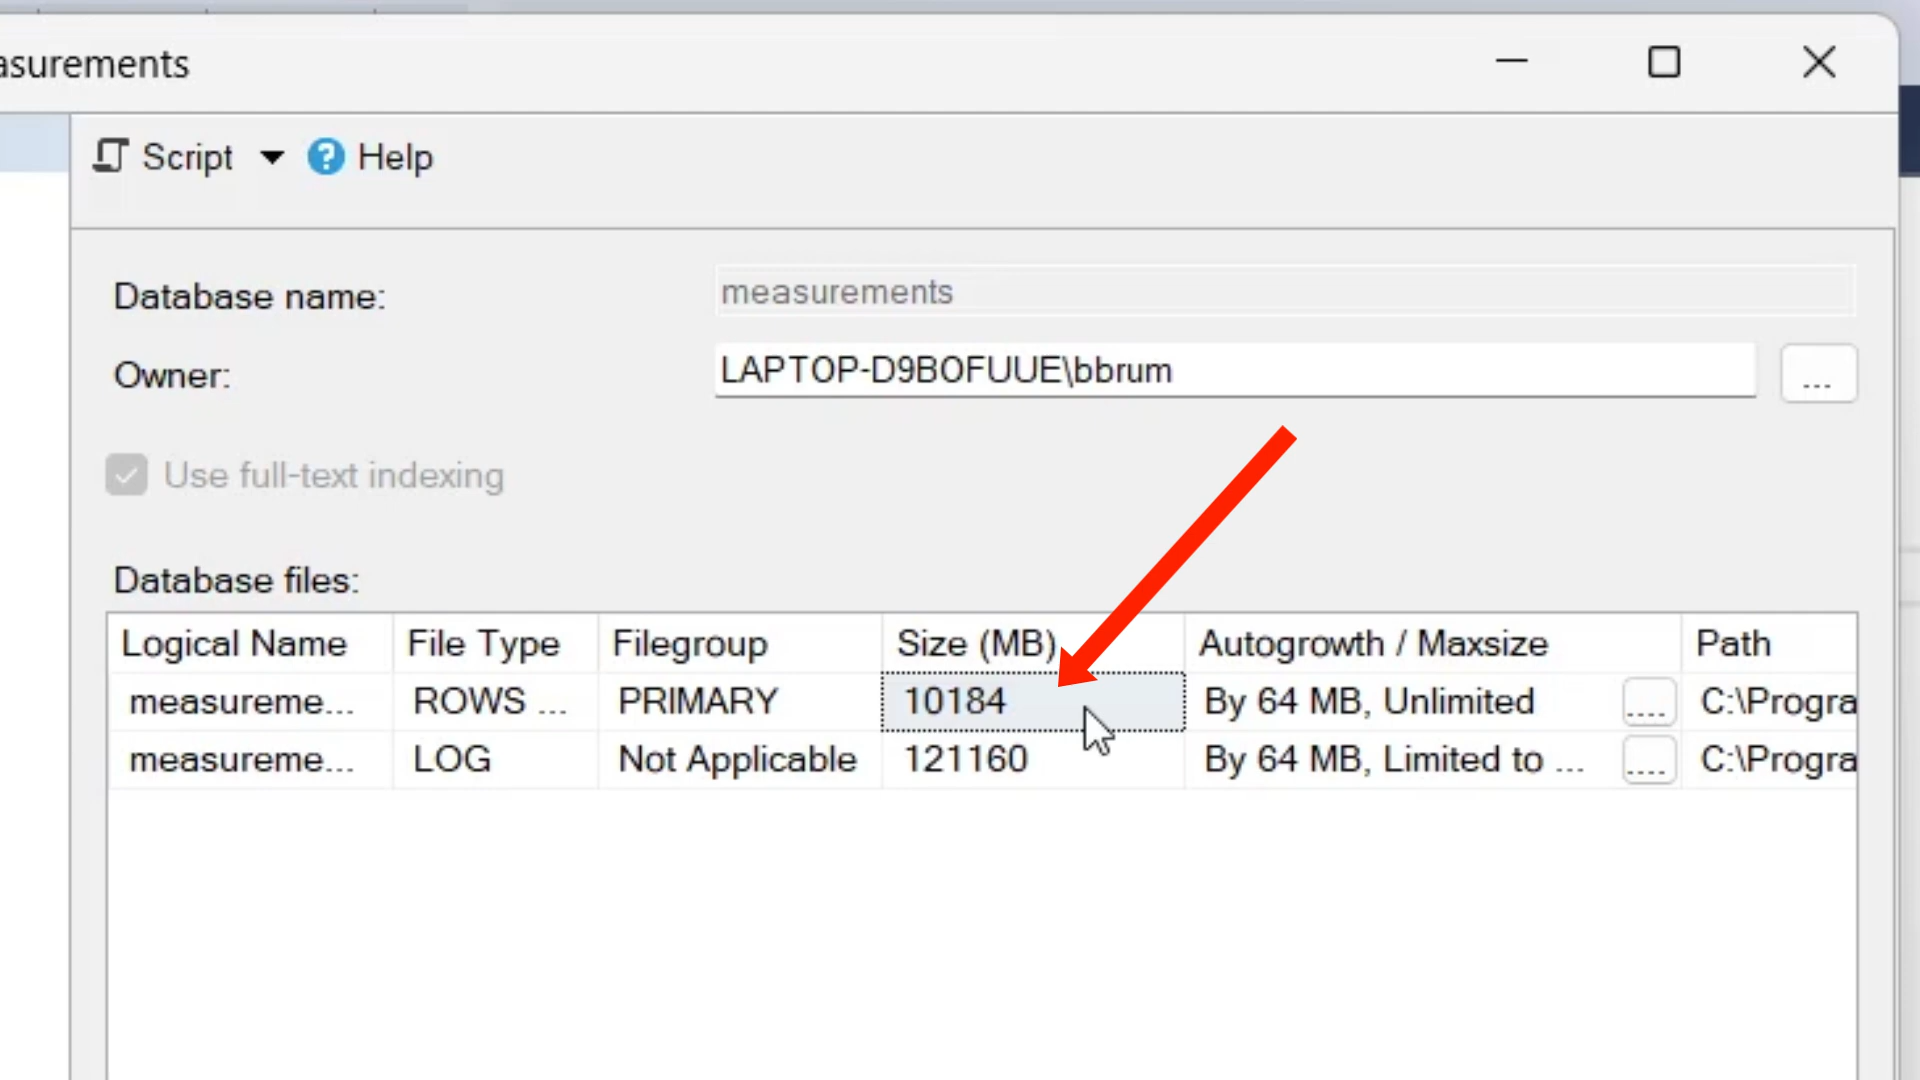 asurements
Script Help
Database name: measurements
Owner: LAPTOP-D9BOFUUE\bbrum ...
Use full-text indexing
Database files:
Logical Name File Type Filegroup Size (MB) Autogrowth / Maxsize Path
measureme... ROWS ... PRIMARY 10184 By 64 MB, Unlimited .... C:\Progra
measureme... LOG Not Applicable 121160 By 64 MB, Limited to ... .... C:\Progra